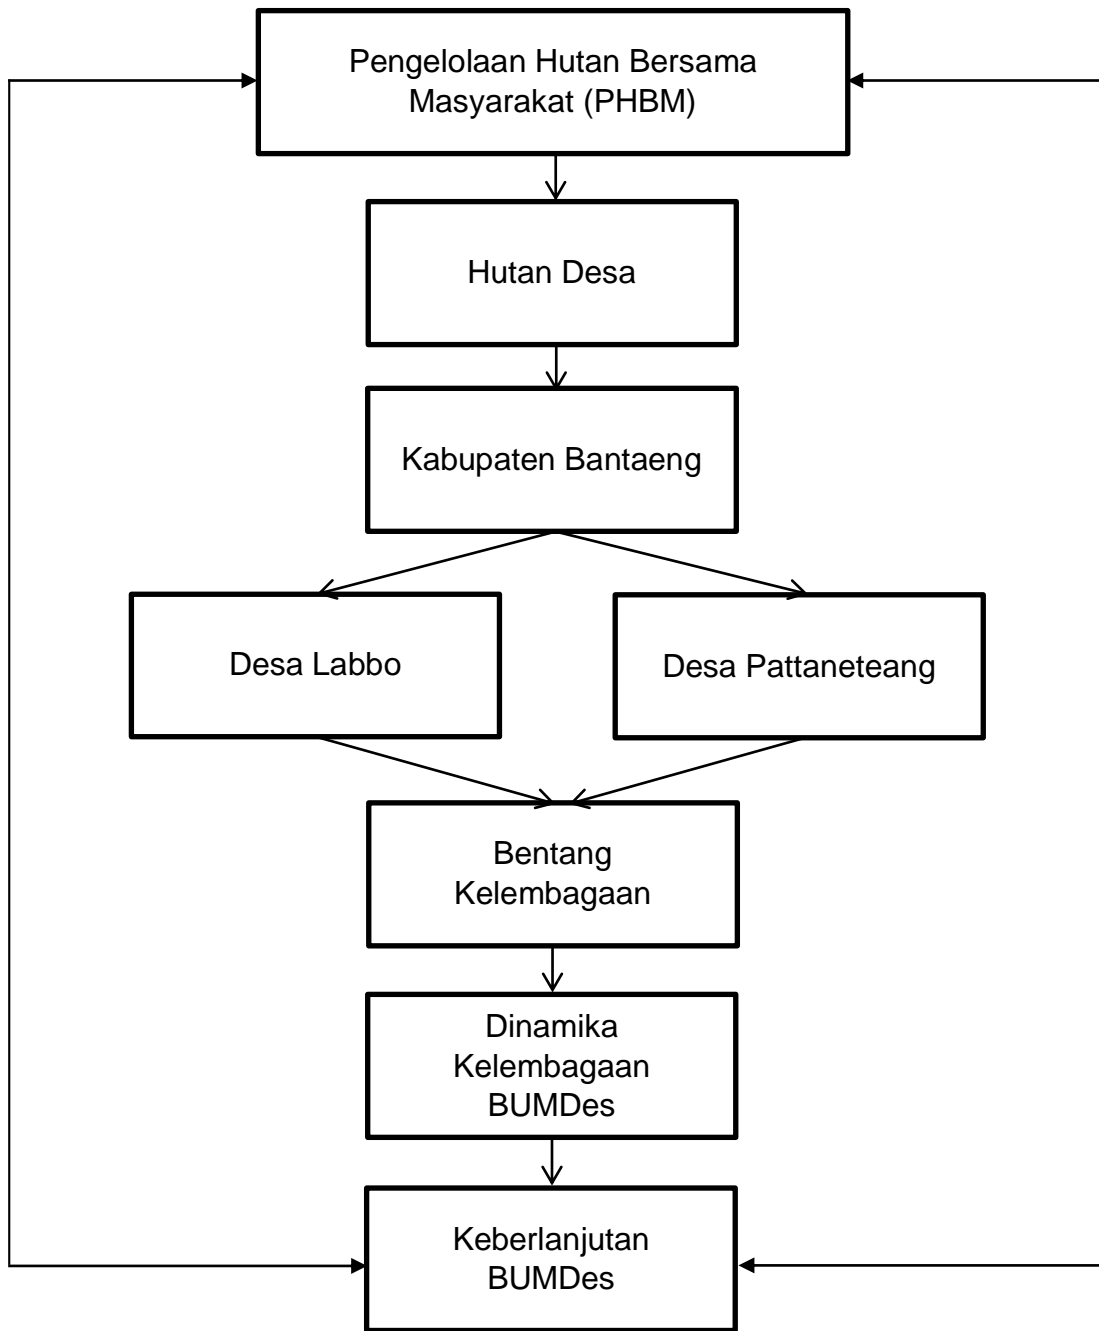 Pengelolaan Hutan Bersama
Masyarakat (PHBM)
Hutan Desa
Kabupaten Bantaeng
Desa Labbo
Desa Pattaneteang
Bentang
Kelembagaan
Dinamika
Kelembagaan
BUMDes
Keberlanjutan
BUMDes